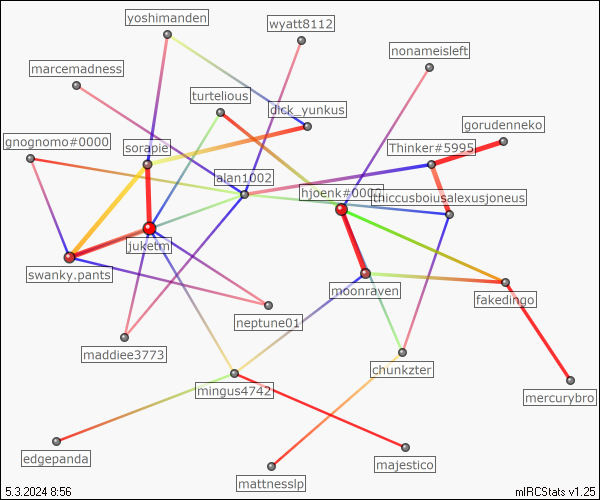 yoshimanden
wyatt8112
nonameisleft
marcemadness
turtelious
dick_yunkus
gorudenneko
gnognomo#0000
sorapie
Thinker#5995
alan1002
hjoenk#0000
thiccusboiusalexusjoneus
juketm
swanky.pants
moonraven
fakedingo
neptune01
maddiee3773
chunkzter
mingus4742
mercurybro
edgepanda
majestico
mattnesslp
5.3.2024 8:56
mIRCStats v1.25